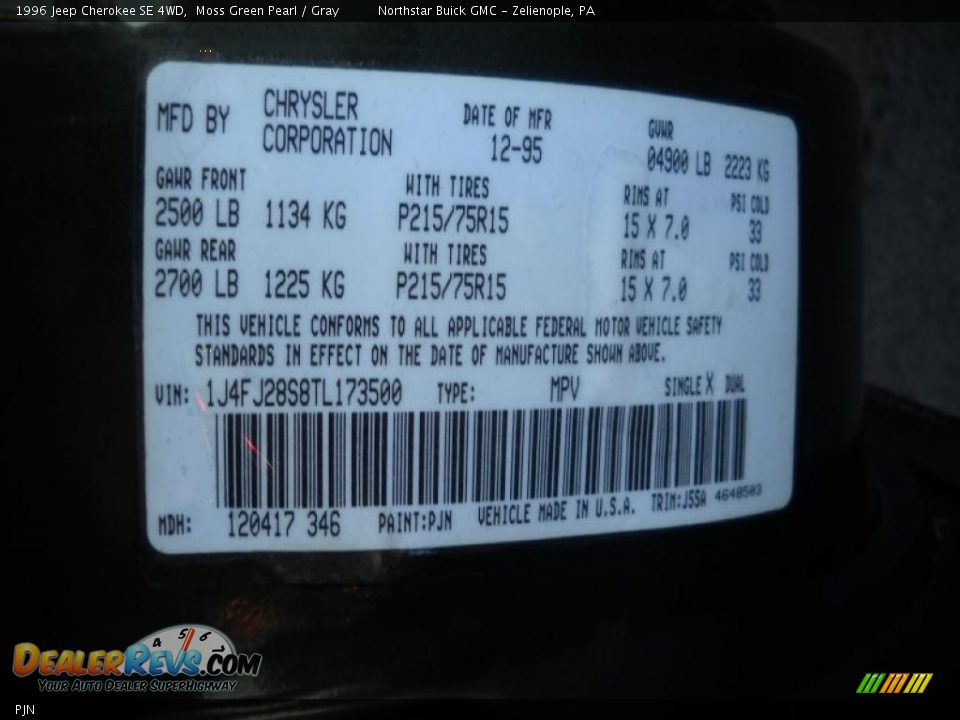 1996 Jeep Cherokee SE 4WD, Moss Green Pearl / Gray Northstar Buick GMC - Zelienople, PA
MFD BY CHRYSLER CORPORATION DATE OF MFR 12-95 GVWR 04900 LB 2223 KG
GAWR FRONT WITH TIRES RIMS AT PSI COLD
2500 LB 1134 KG P215/75R15 15 X 7.0 33
GAWR REAR WITH TIRES RIMS AT PSI COLD
2700 LB 1225 KG P215/75R15 15 X 7.0 33
THIS VEHICLE CONFORMS TO ALL APPLICABLE FEDERAL MOTOR VEHICLE SAFETY
STANDARDS IN EFFECT ON THE DATE OF MANUFACTURE SHOWN ABOVE.
VIN: 1J4FJ28S8TL173500 TYPE: MPV SINGLE X DUAL
MDH: 120417 346 PAINT:PJN VEHICLE MADE IN U.S.A. TRIM:J5SA 4648503
4 5 6
DEALERREVS.COM
YOUR AUTO DEALER SUPERHIGHWAY
PJN